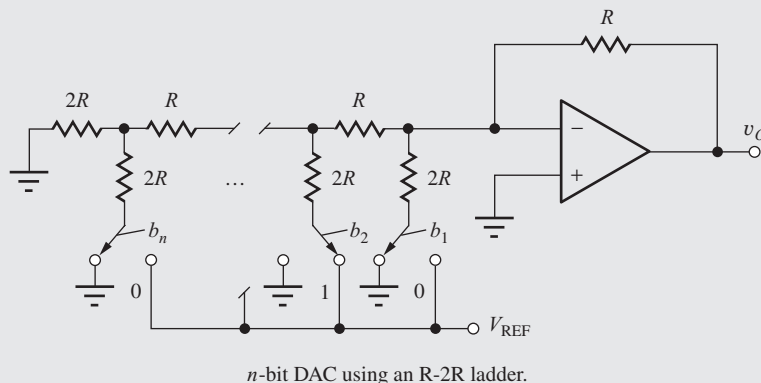 R
2R
R
R
−
+
v_O
2R
...
2R
2R
b_n
b_2
b_1
0
1
0
V_REF
n-bit DAC using an R-2R ladder.